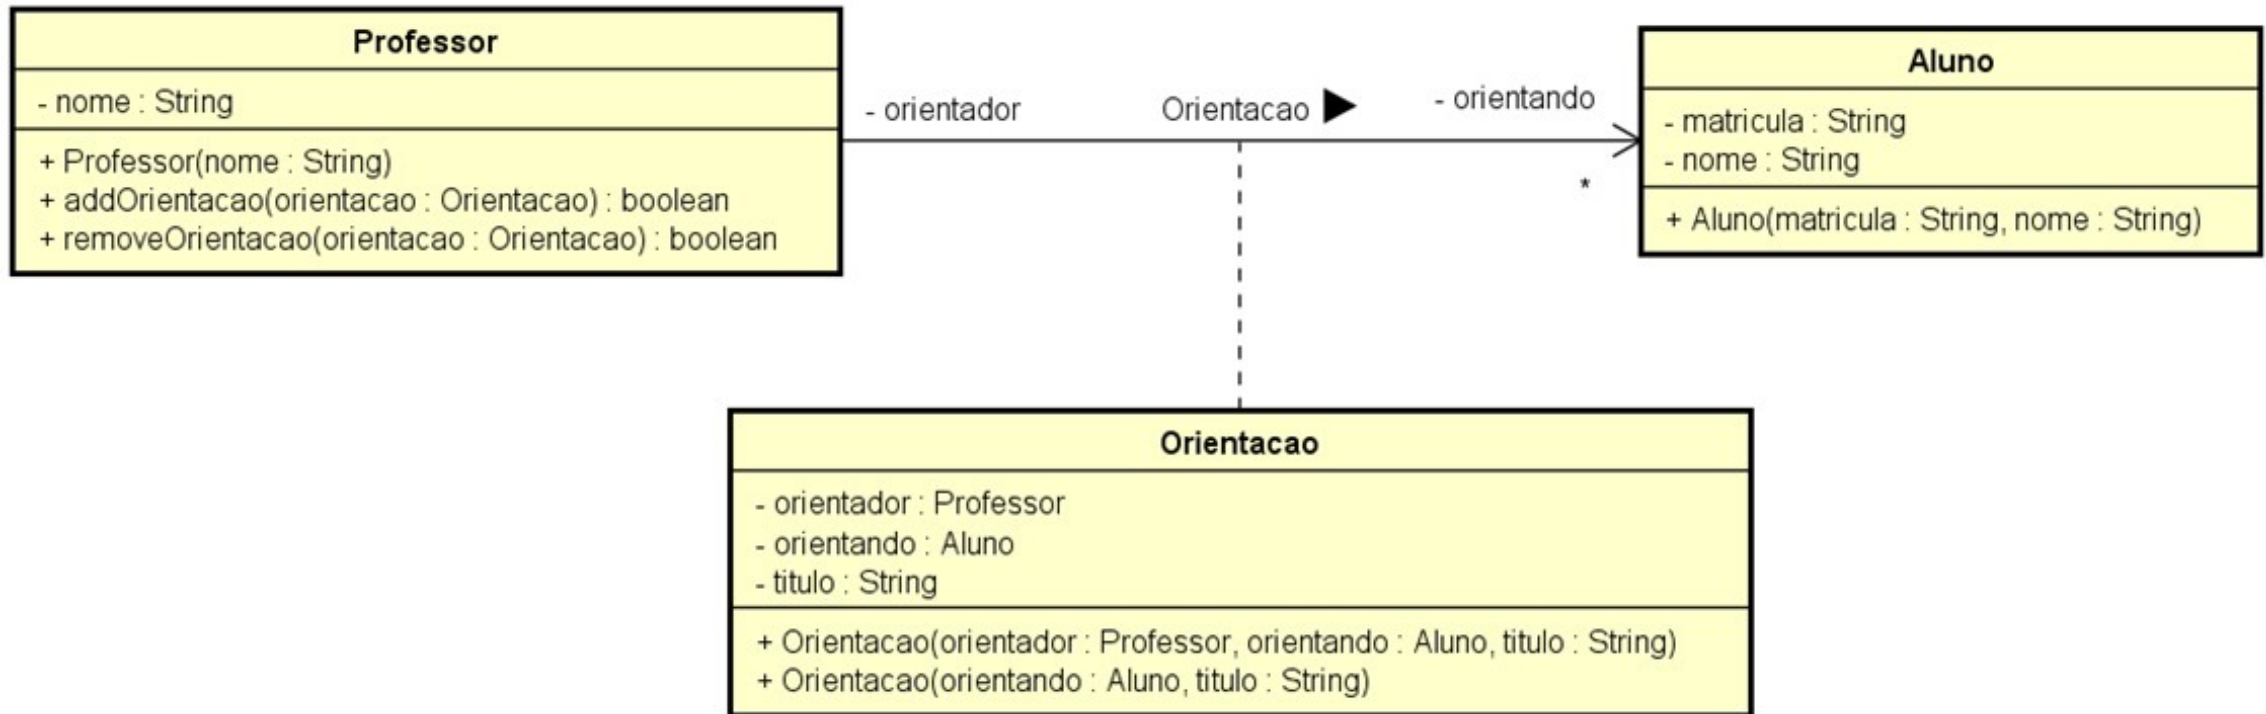 Professor
- nome : String
+ Professor(nome : String)
+ addOrientacao(orientacao : Orientacao) : boolean
+ removeOrientacao(orientacao : Orientacao) : boolean
- orientador
Orientacao ▶
- orientando
*
Aluno
- matricula : String
- nome : String
+ Aluno(matricula : String, nome : String)
Orientacao
- orientador : Professor
- orientando : Aluno
- titulo : String
+ Orientacao(orientador : Professor, orientando : Aluno, titulo : String)
+ Orientacao(orientando : Aluno, titulo : String)